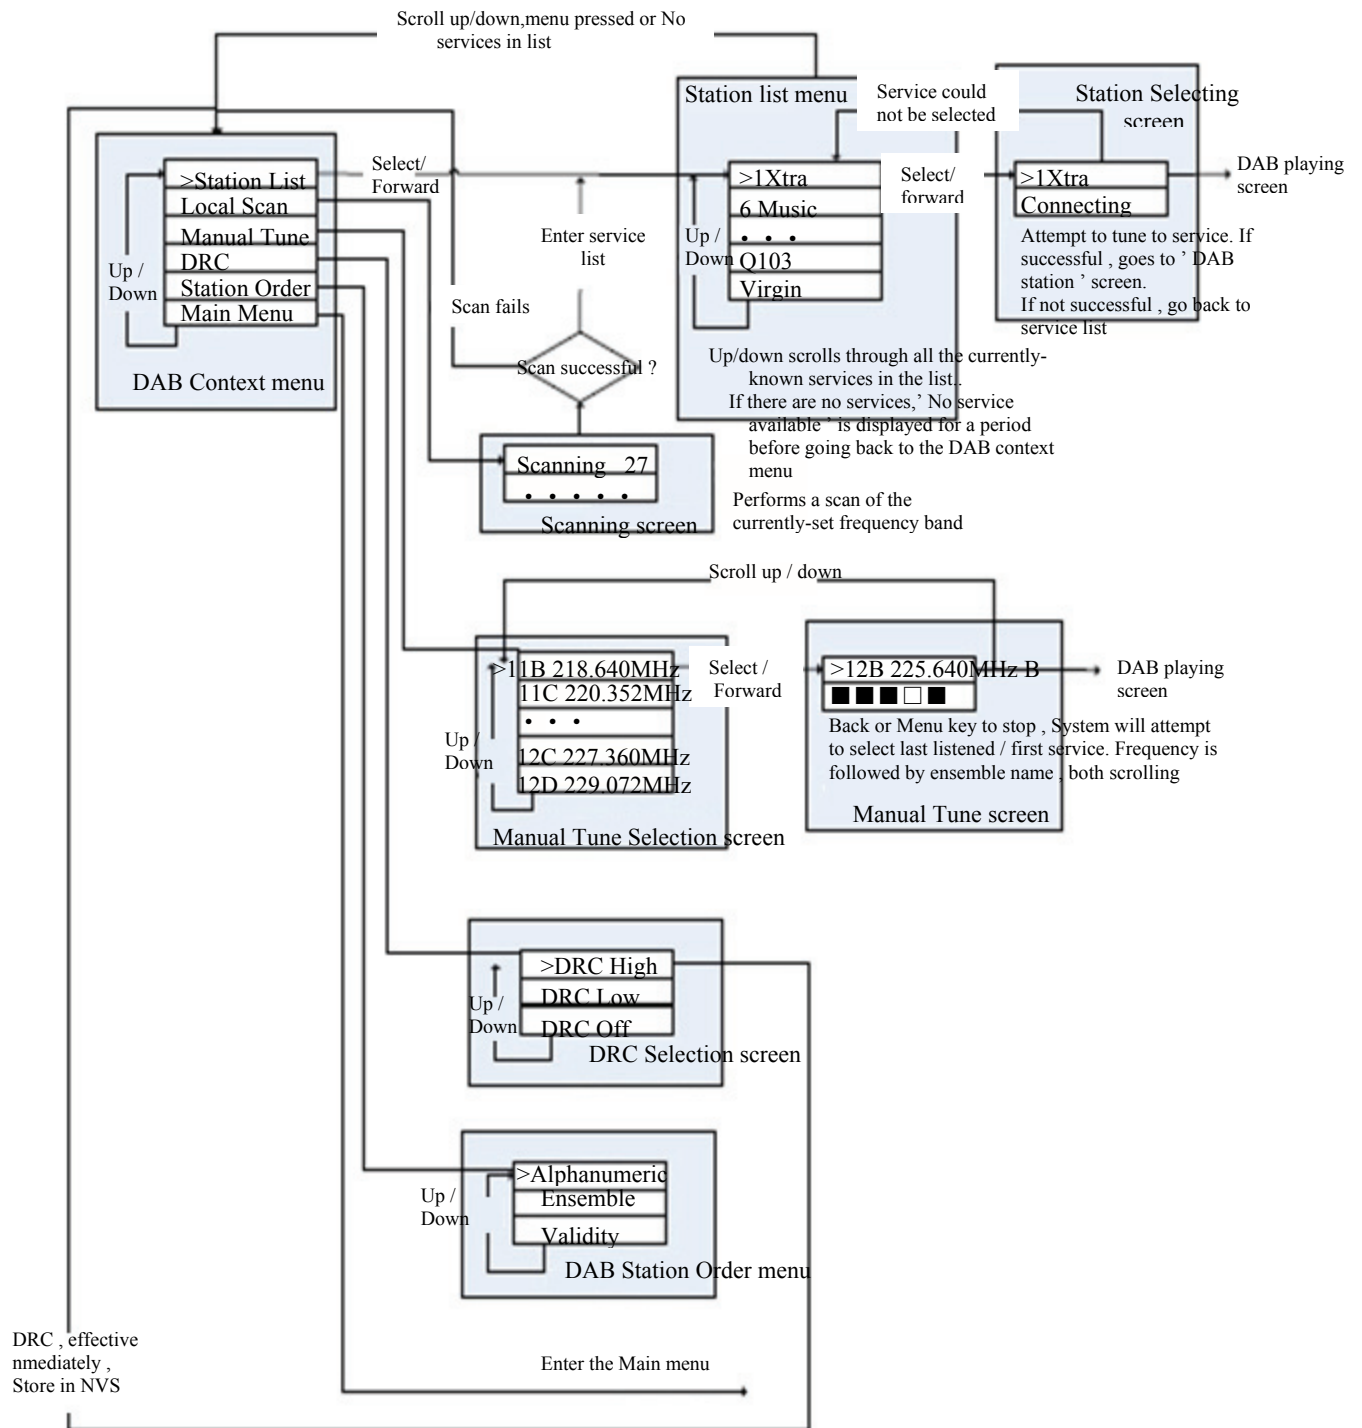 Scroll up/down,menu pressed or No
services in list
DAB Context menu
>Station List
Local Scan
Manual Tune
DRC
Station Order
Main Menu
Up /
Down
Select/
Forward
Scan fails
Enter service
list
Scan successful ?
Scanning 27
• • • • •
Scanning screen
Performs a scan of the
currently-set frequency band
Station list menu
Service could
not be selected
>1Xtra
6 Music
• • •
Q103
Virgin
Up /
Down
Select/
forward
Up/down scrolls through all the currently-
known services in the list..
If there are no services,’ No service
available ’ is displayed for a period
before going back to the DAB context
menu
Station Selecting
screen
>1Xtra
Connecting
DAB playing
screen
Attempt to tune to service. If
successful , goes to ’ DAB
station ’ screen.
If not successful , go back to
service list
Scroll up / down
>11B 218.640MHz
11C 220.352MHz
• • •
12C 227.360MHz
12D 229.072MHz
Up /
Down
Manual Tune Selection screen
Select /
Forward
>12B 225.640MHz B
■ ■ ■ □ ■
DAB playing
screen
Back or Menu key to stop , System will attempt
to select last listened / first service. Frequency is
followed by ensemble name , both scrolling
Manual Tune screen
>DRC High
DRC Low
DRC Off
Up /
Down
DRC Selection screen
>Alphanumeric
Ensemble
Validity
Up /
Down
DAB Station Order menu
DRC , effective
nmediately ,
Store in NVS
Enter the Main menu